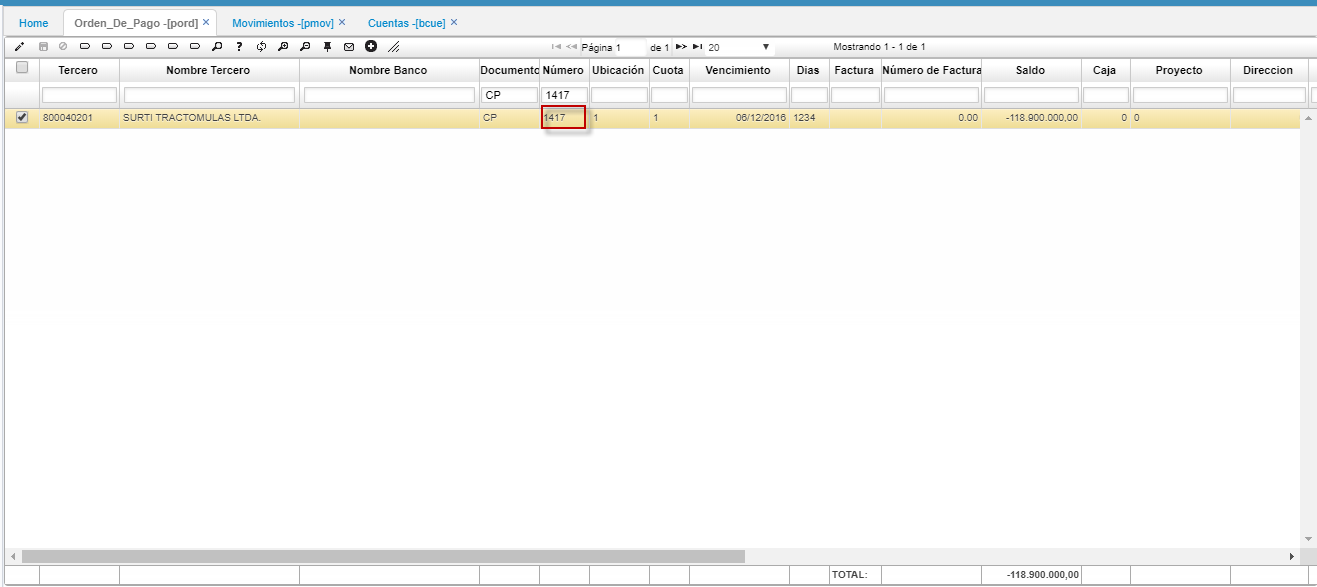 Home Orden_De_Pago -[pord] × Movimientos -[pmov] × Cuentas -[bcue] ×
Página 1 de 1 20 Mostrando 1 - 1 de 1
Tercero Nombre Tercero Nombre Banco Documento Número Ubicación Cuota Vencimiento Dias Factura Número de Factura Saldo Caja Proyecto Direccion
CP 1417
800040201 SURTI TRACTOMULAS LTDA. CP 1417 1 1 06/12/2016 1234 0.00 -118.900.000,00 0 0
TOTAL: -118.900.000,00